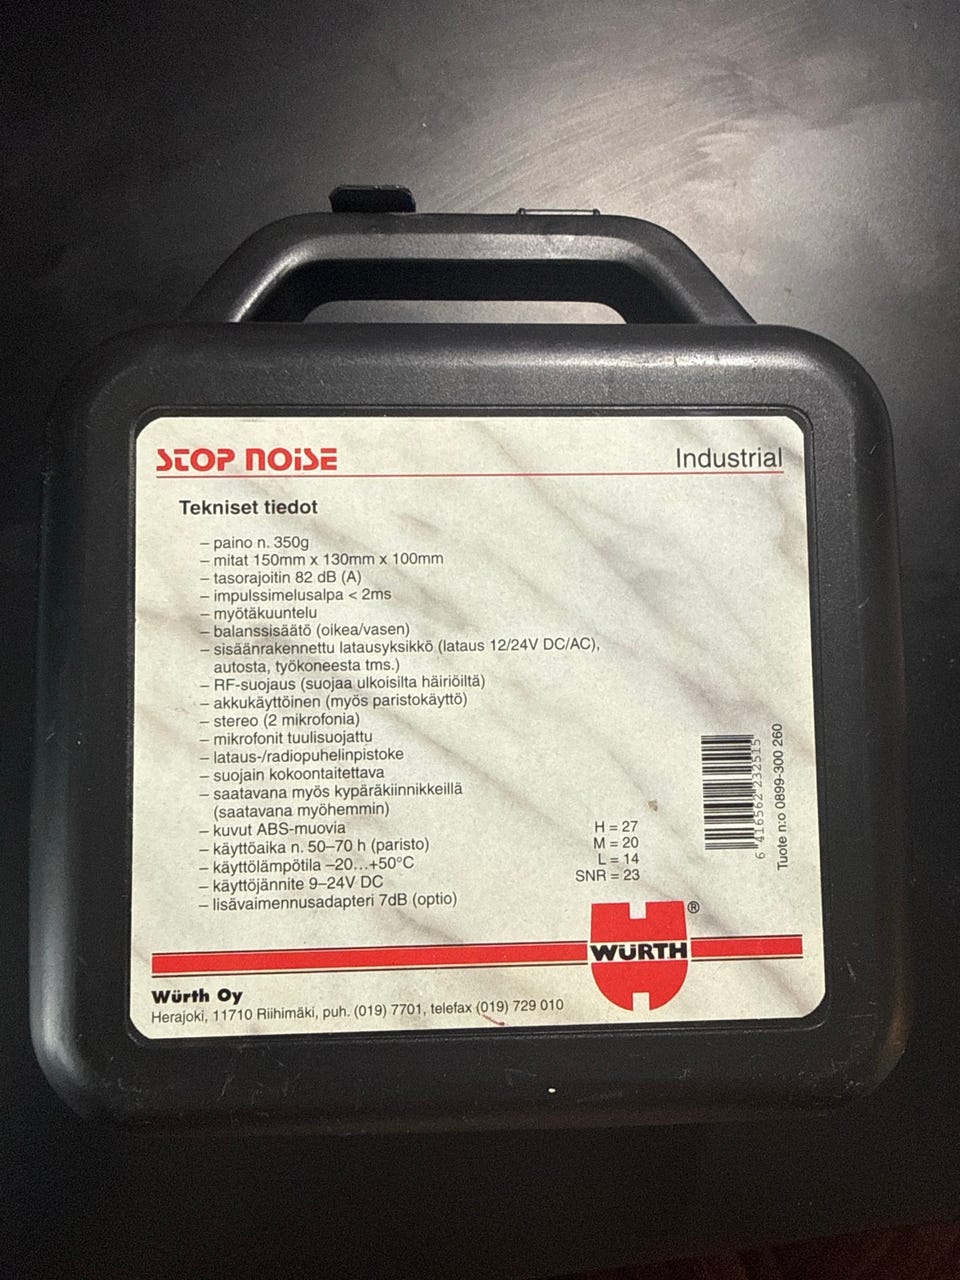 STOP NOiSE
Industrial
Tekniset tiedot
– paino n. 350g
– mitat 150mm x 130mm x 100mm
– tasorajoitin 82 dB (A)
– impulssimelusalpa < 2ms
– myötäkuuntelu
– balanssisäätö (oikea/vasen)
– sisäänrakennettu latausyksikkö (lataus 12/24V DC/AC),
autosta, työkoneesta tms.)
– RF-suojaus (suojaa ulkoisilta häiriöiltä)
– akkukäyttöinen (myös paristokäyttö)
– stereo (2 mikrofonia)
– mikrofonit tuulisuojattu
– lataus-/radiopuhelinpistoke
– suojain kokoontaitettava
– saatavana myös kypäräkiinnikkeillä
(saatavana myöhemmin)
– kuvut ABS-muovia
– käyttöaika n. 50–70 h (paristo)
– käyttölämpötila –20...+50°C
– käyttöjännite 9–24V DC
– lisävaimennusadapteri 7dB (optio)
H = 27
M = 20
L = 14
SNR = 23
6 416562 232515
Tuote n:o 0899-300 260
WÜRTH ®
Würth Oy
Herajoki, 11710 Riihimäki, puh. (019) 7701, telefax (019) 729 010